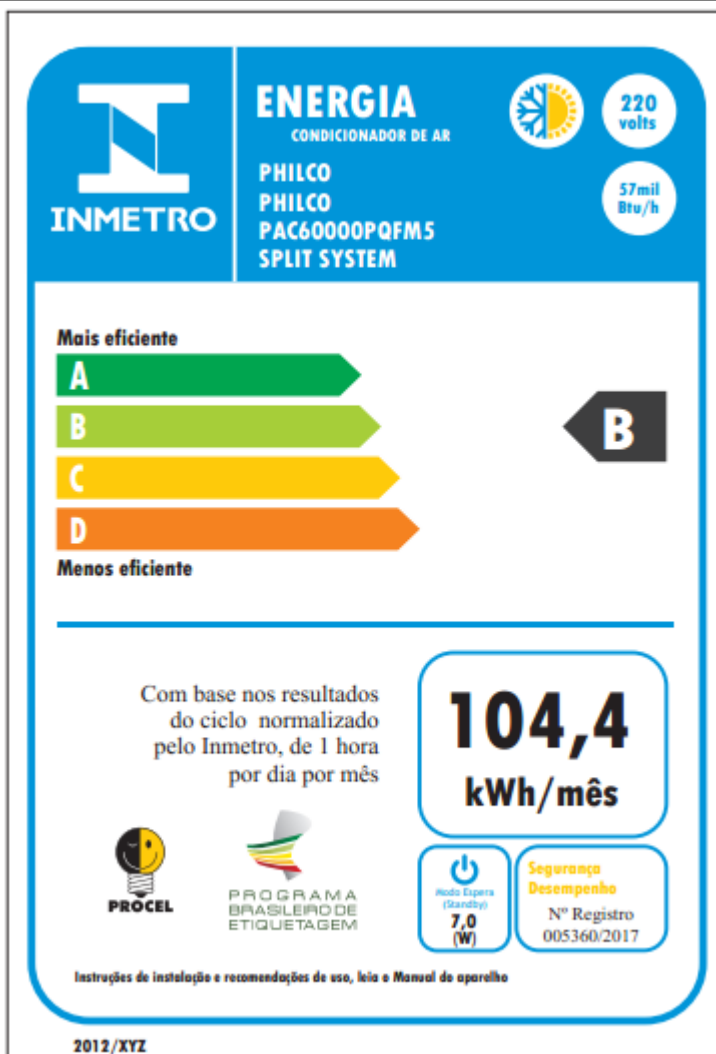 INMETRO
ENERGIA
CONDICIONADOR DE AR
220
volts
PHILCO
PHILCO
PAC60000PQFM5
SPLIT SYSTEM
57mil
Btu/h
Mais eficiente
A
B
C
D
B
Menos eficiente
Com base nos resultados
do ciclo normalizado
pelo Inmetro, de 1 hora
por dia por mês
104,4
kWh/mês
PROCEL
PROGRAMA
BRASILEIRO DE
ETIQUETAGEM
Modo Espera
(Standby)
7,0
(W)
Segurança
Desempenho
Nº Registro
005360/2017
Instruções de instalação e recomendações de uso, leia o Manual do aparelho
2012/XYZ